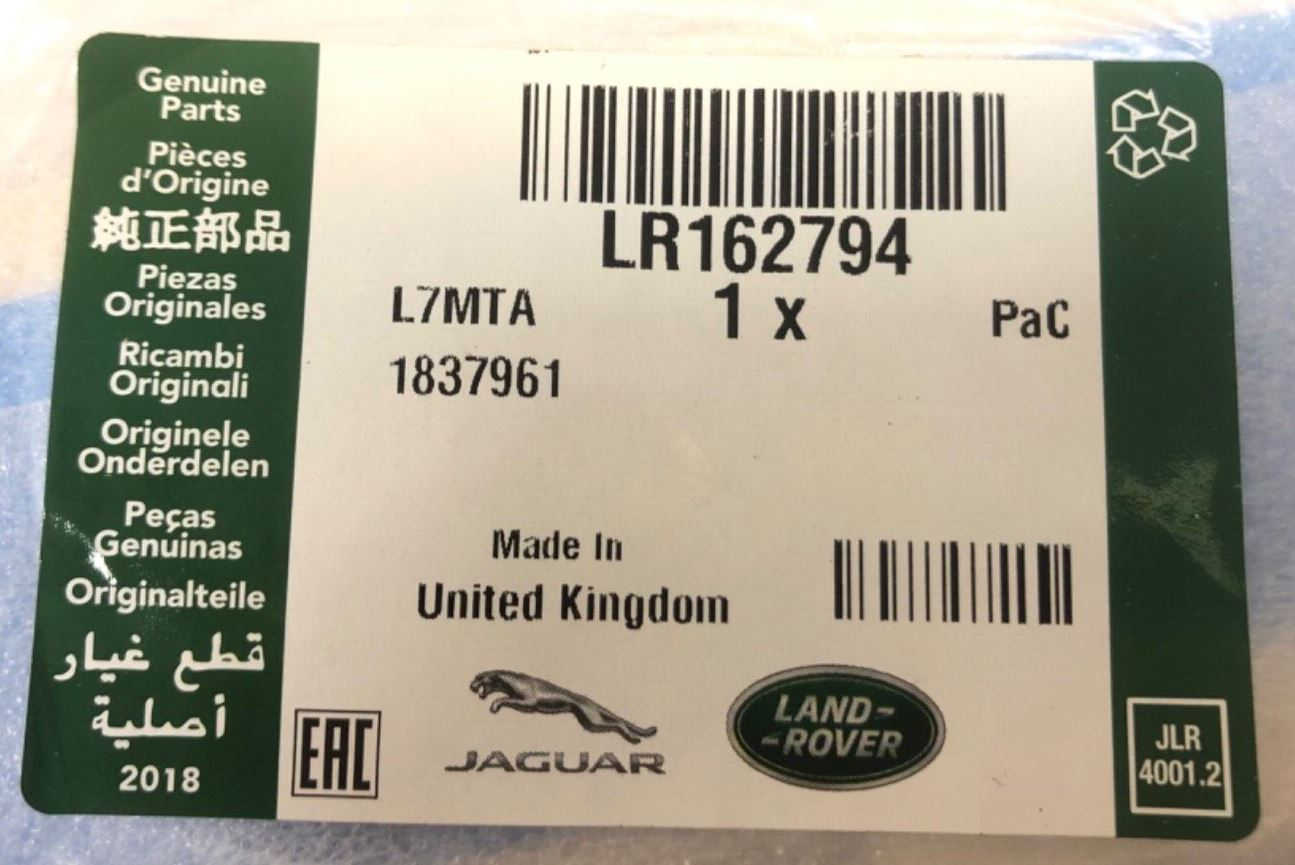 Genuine
Parts
Pièces
d'Origine
純正部品
Piezas
Originales
Ricambi
Originali
Originele
Onderdelen
Peças
Genuinas
Originalteile
قطع غيار
أصلية
2018
LR162794
L7MTA 1 x PaC
1837961
Made In
United Kingdom
EAC
JAGUAR
LAND-
-ROVER
JLR
4001.2